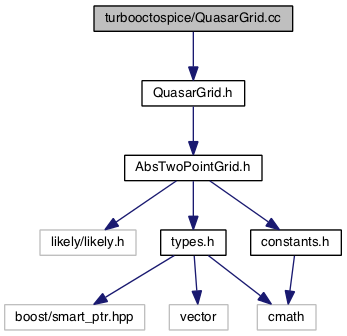 turbooctospice/QuasarGrid.cc
QuasarGrid.h
AbsTwoPointGrid.h
likely/likely.h
types.h
constants.h
boost/smart_ptr.hpp
vector
cmath